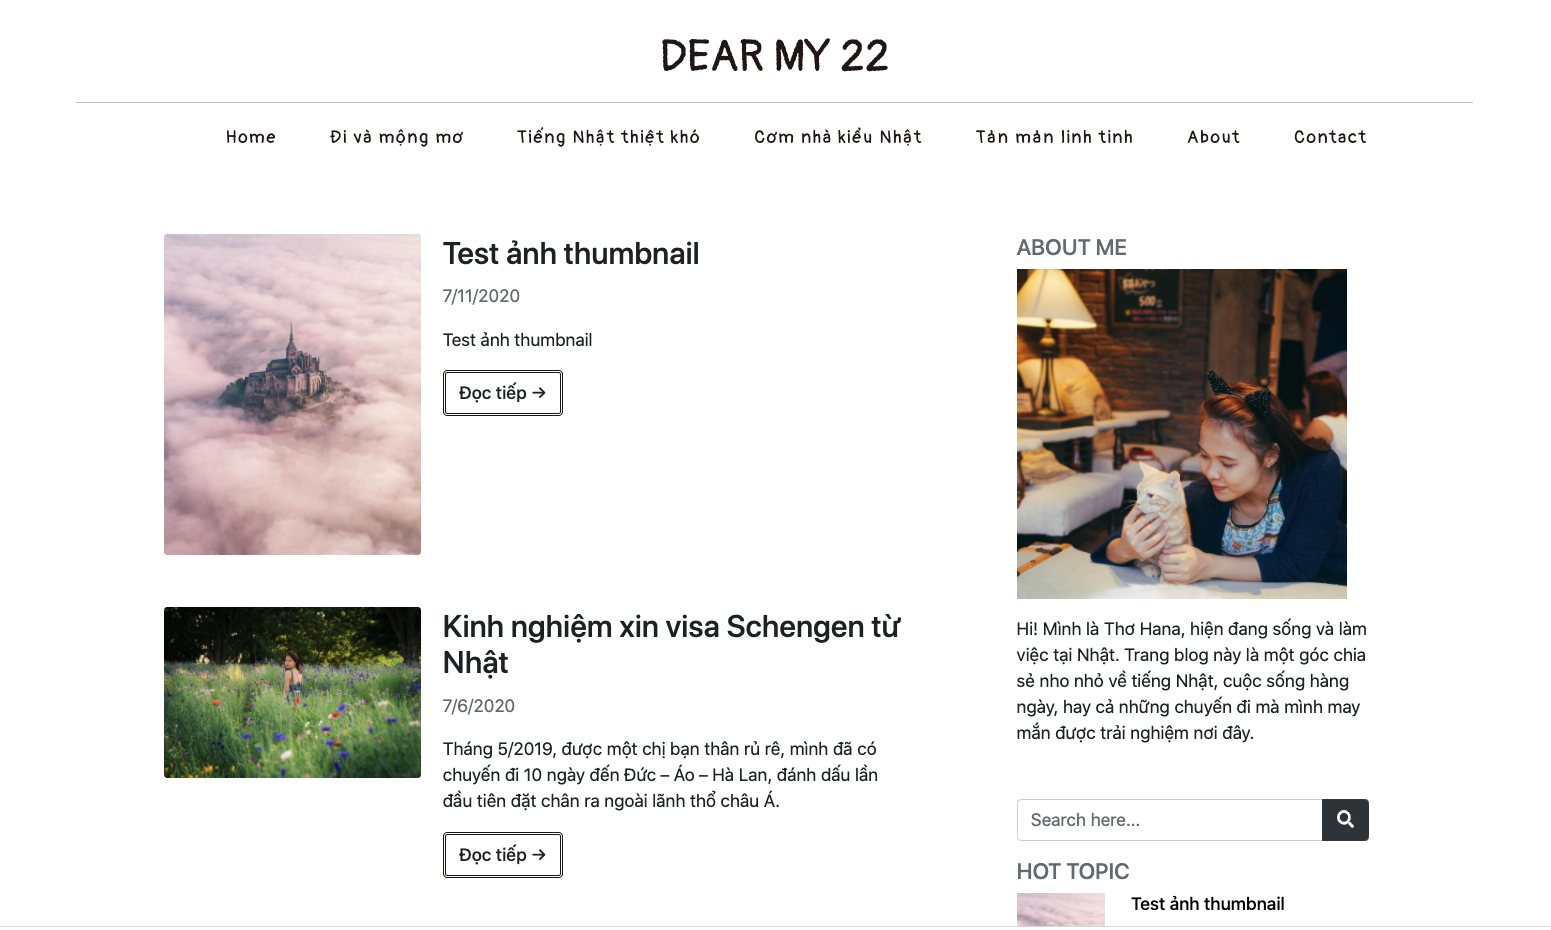 DEAR MY 22
Home
Đi và mộng mơ
Tiếng Nhật thiệt khó
Cơm nhà kiểu Nhật
Tản mản linh tinh
About
Contact
Test ảnh thumbnail
7/11/2020
Test ảnh thumbnail
Đọc tiếp →
Kinh nghiệm xin visa Schengen từ
Nhật
7/6/2020
Tháng 5/2019, được một chị bạn thân rủ rê, mình đã có
chuyến đi 10 ngày đến Đức – Áo – Hà Lan, đánh dấu lần
đầu tiên đặt chân ra ngoài lãnh thổ châu Á.
Đọc tiếp →
ABOUT ME
500
Hi! Mình là Thơ Hana, hiện đang sống và làm
việc tại Nhật. Trang blog này là một góc chia
sẻ nho nhỏ về tiếng Nhật, cuộc sống hàng
ngày, hay cả những chuyến đi mà mình may
mắn được trải nghiệm nơi đây.
Search here...
HOT TOPIC
Test ảnh thumbnail